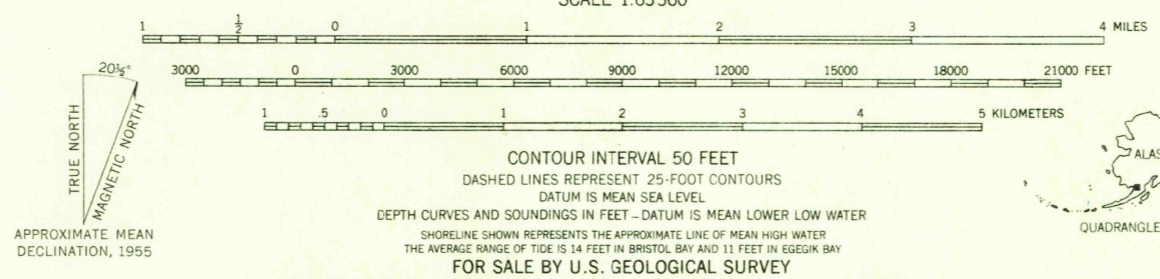 SCALE 1:63360
1 ½ 0 1 2 3 4 MILES
3000 0 3000 6000 9000 12000 15000 18000 21000 FEET
1 .5 0 1 2 3 4 5 KILOMETERS
20½°
TRUE NORTH
MAGNETIC NORTH
APPROXIMATE MEAN
DECLINATION, 1955
CONTOUR INTERVAL 50 FEET
DASHED LINES REPRESENT 25-FOOT CONTOURS
DATUM IS MEAN SEA LEVEL
DEPTH CURVES AND SOUNDINGS IN FEET – DATUM IS MEAN LOWER LOW WATER
SHORELINE SHOWN REPRESENTS THE APPROXIMATE LINE OF MEAN HIGH WATER
THE AVERAGE RANGE OF TIDE IS 14 FEET IN BRISTOL BAY AND 11 FEET IN EGEGIK BAY
FOR SALE BY U.S. GEOLOGICAL SURVEY
ALAS
QUADRANGLE